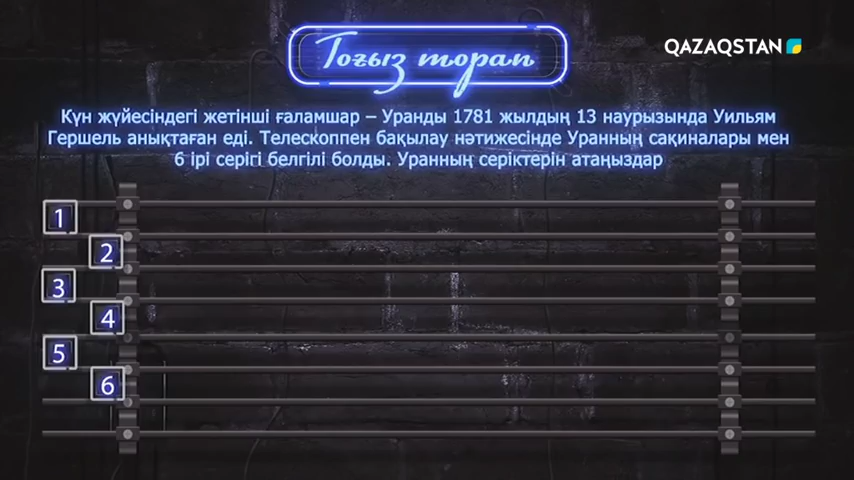 Тоғыз торап
QAZAQSTAN
Күн жүйесіндегі жетінші ғаламшар – Уранды 1781 жылдың 13 наурызында Уильям
Гершель анықтаған еді. Телескоппен бақылау нәтижесінде Уранның сақиналары мен
6 ірі серігі белгілі болды. Уранның серіктерін атаңыздар
1
2
3
4
5
6